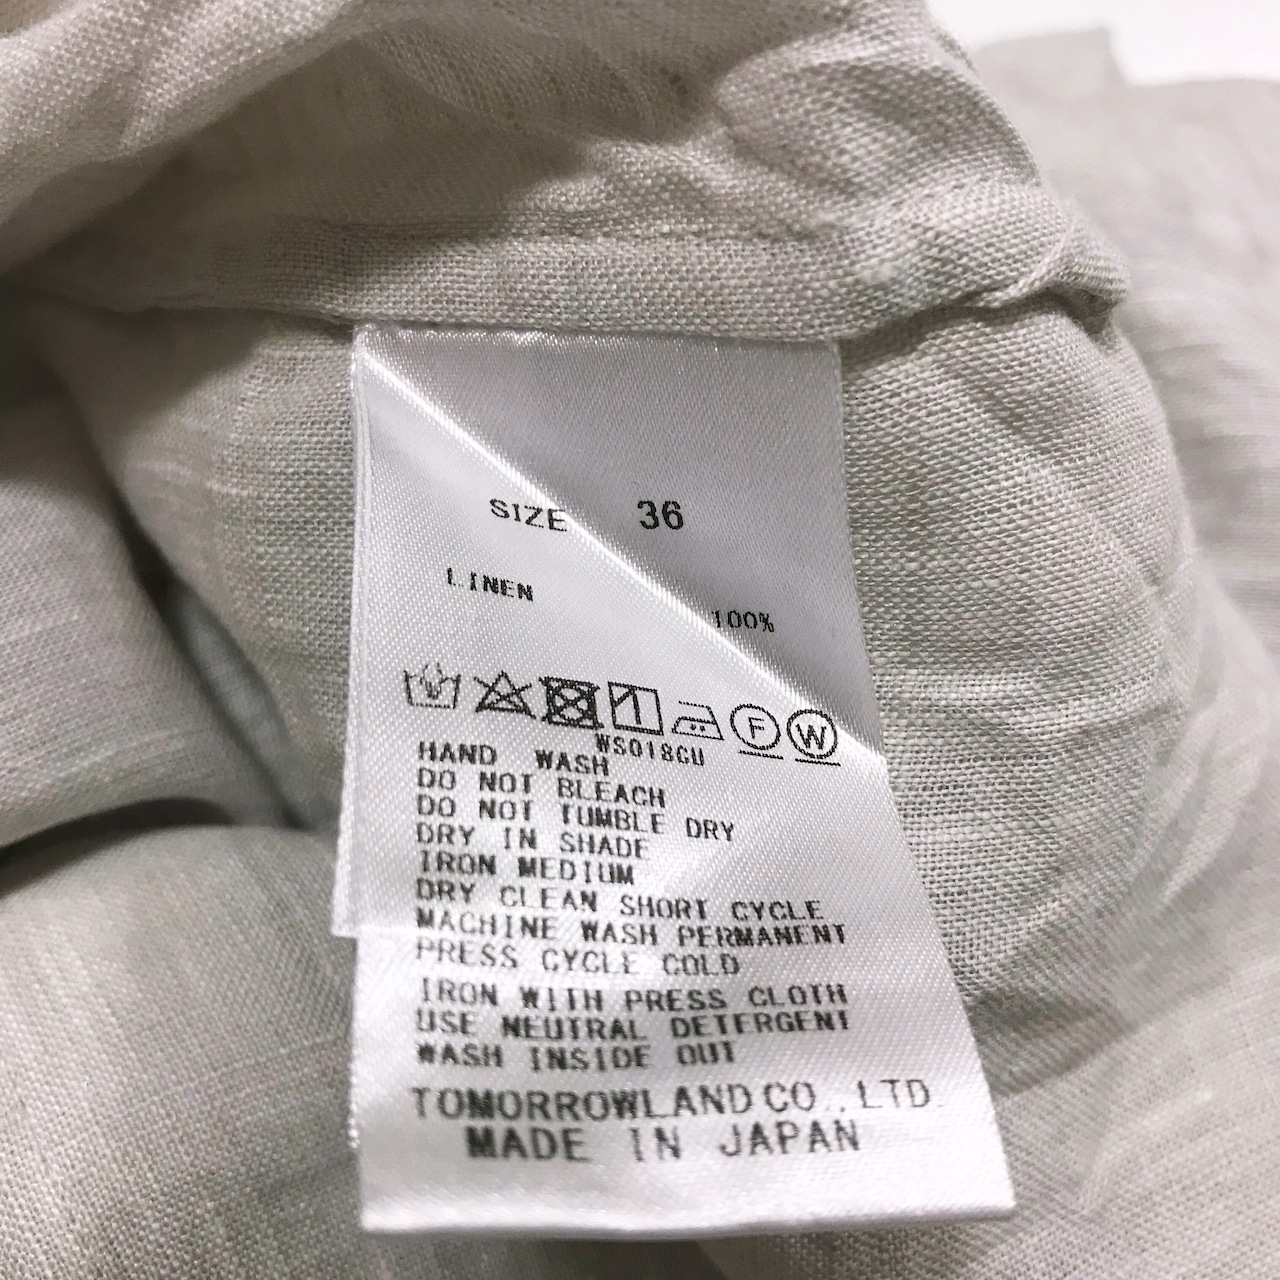 SIZE 36
LINEN 100%
F W
WS018GU
HAND WASH
DO NOT BLEACH
DO NOT TUMBLE DRY
DRY IN SHADE
IRON MEDIUM
DRY CLEAN SHORT CYCLE
MACHINE WASH PERMANENT
PRESS CYCLE COLD
IRON WITH PRESS CLOTH
USE NEUTRAL DETERGENT
WASH INSIDE OUT
TOMORROWLAND CO., LTD.
MADE IN JAPAN